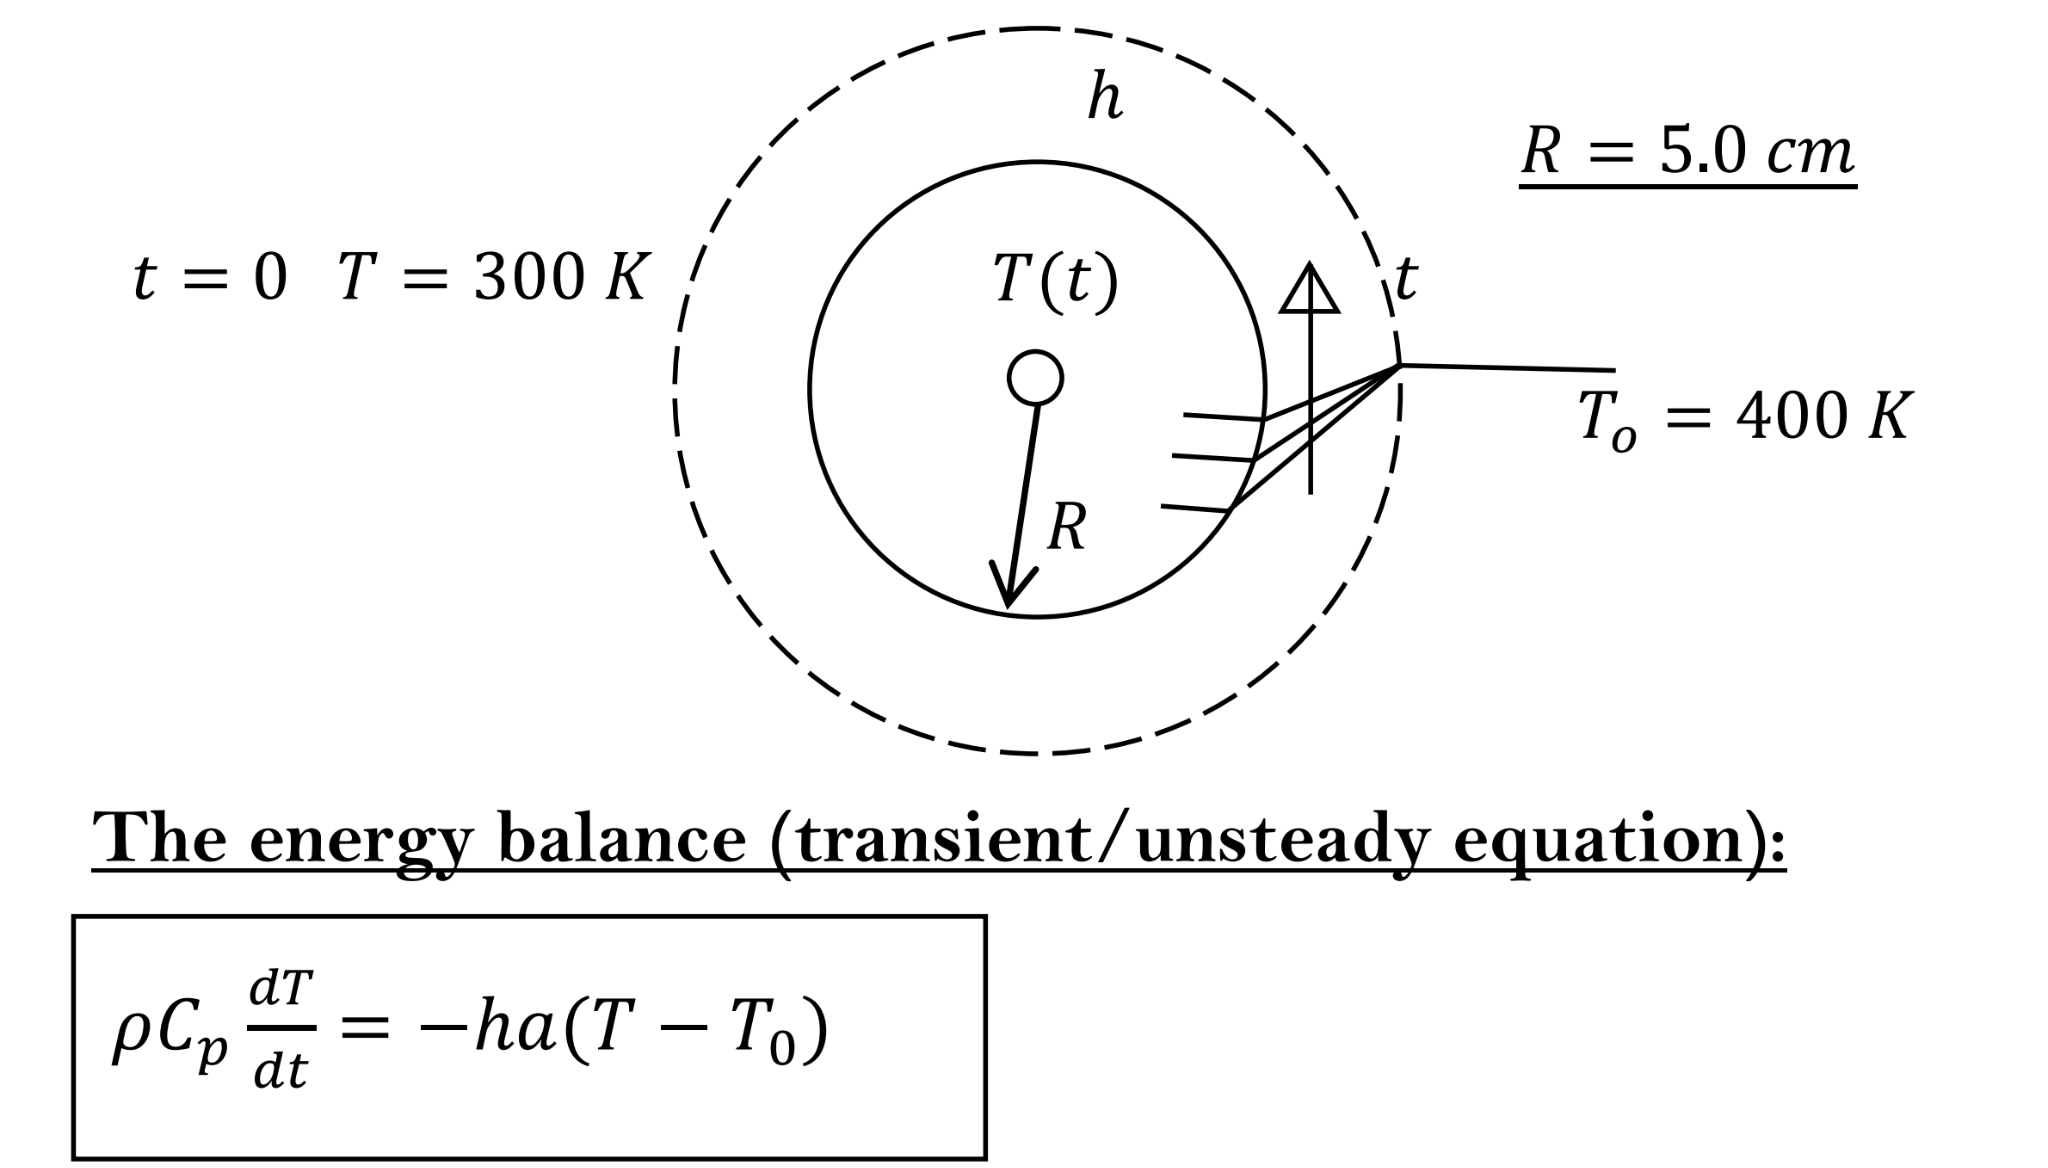 h
R = 5.0 cm
t = 0 T = 300 K
T(t)
t
T_o = 400 K
R
The energy balance (transient/unsteady equation):
ρC_p dT/dt = −ha(T − T_0)